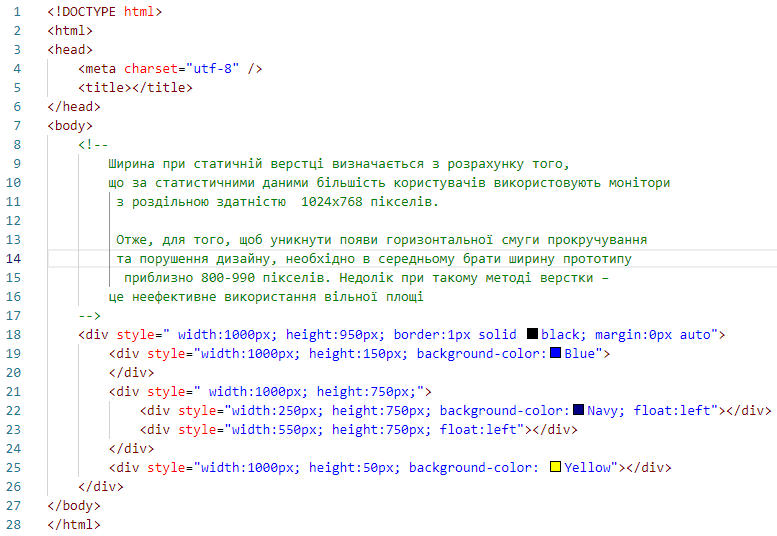 1 <!DOCTYPE html>
2 <html>
3 <head>
4 <meta charset="utf-8" />
5 <title></title>
6 </head>
7 <body>
8 <!--
9 Ширина при статичній верстці визначається з розрахунку того,
10 що за статистичними даними більшість користувачів використовують монітори
11 з роздільною здатністю  1024x768 пікселів.
12
13 Отже, для того, щоб уникнути появи горизонтальної смуги прокручування
14 та порушення дизайну, необхідно в середньому брати ширину прототипу
15 приблизно 800-990 пікселів. Недолік при такому методі верстки –
16 це неефективне використання вільної площі
17 -->
18 <div style=" width:1000px; height:950px; border:1px solid black; margin:0px auto">
19 <div style="width:1000px; height:150px; background-color:Blue">
20 </div>
21 <div style=" width:1000px; height:750px;">
22 <div style="width:250px; height:750px; background-color:Navy; float:left"></div>
23 <div style="width:550px; height:750px; float:left"></div>
24 </div>
25 <div style="width:1000px; height:50px; background-color: Yellow"></div>
26 </div>
27 </body>
28 </html>